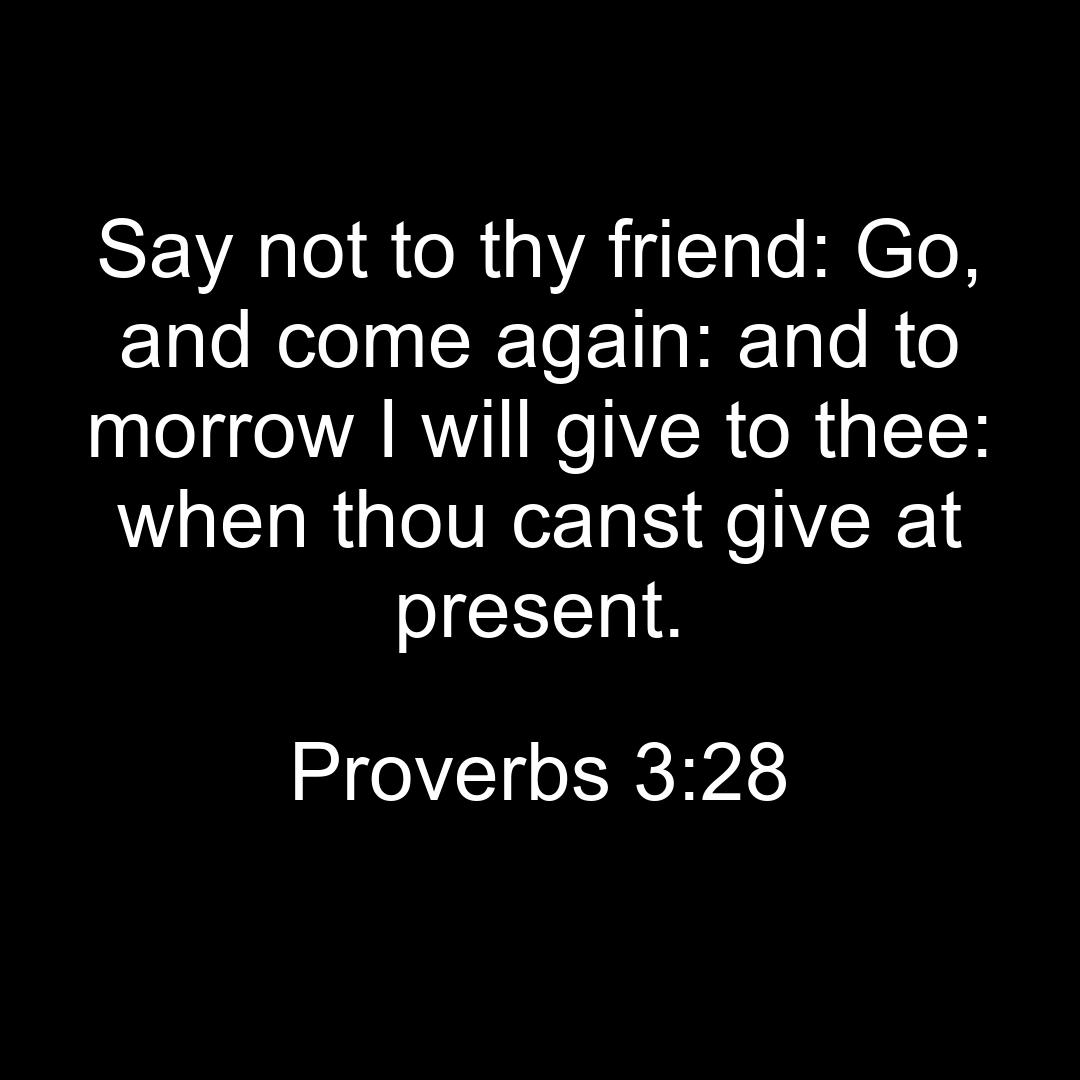 Say not to thy friend: Go,
and come again: and to
morrow I will give to thee:
when thou canst give at
present.
Proverbs 3:28